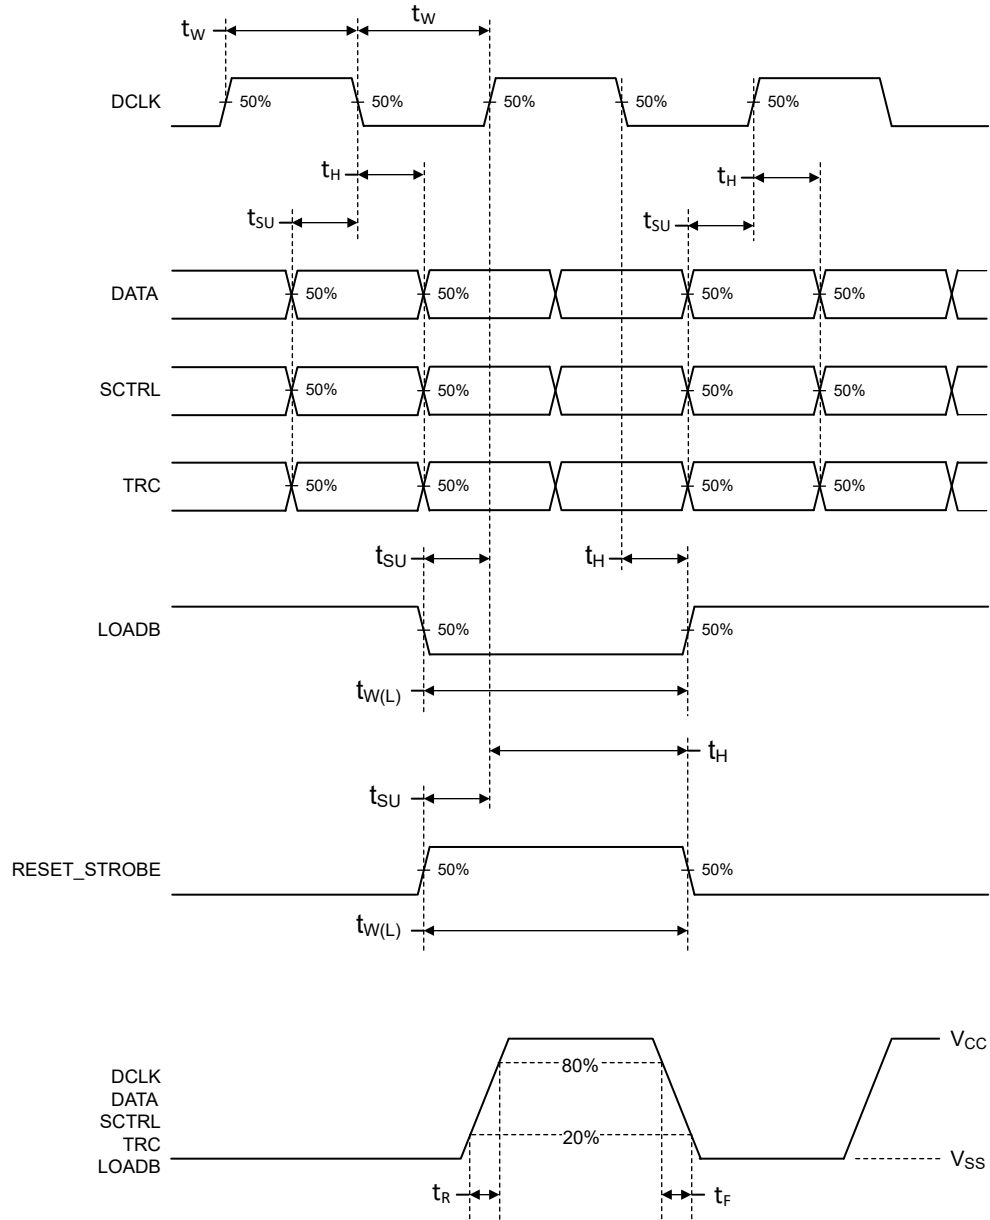 tW
tW
DCLK 50% 50% 50% 50% 50%
tH tH
tSU tSU
DATA 50% 50% 50% 50%
SCTRL 50% 50% 50% 50%
TRC 50% 50% 50% 50%
tSU tH
LOADB 50% 50%
tW(L)
tH
tSU
RESET_STROBE 50% 50%
tW(L)
VCC
80%
DCLK
DATA
SCTRL
20%
TRC
LOADB
VSS
tR tF